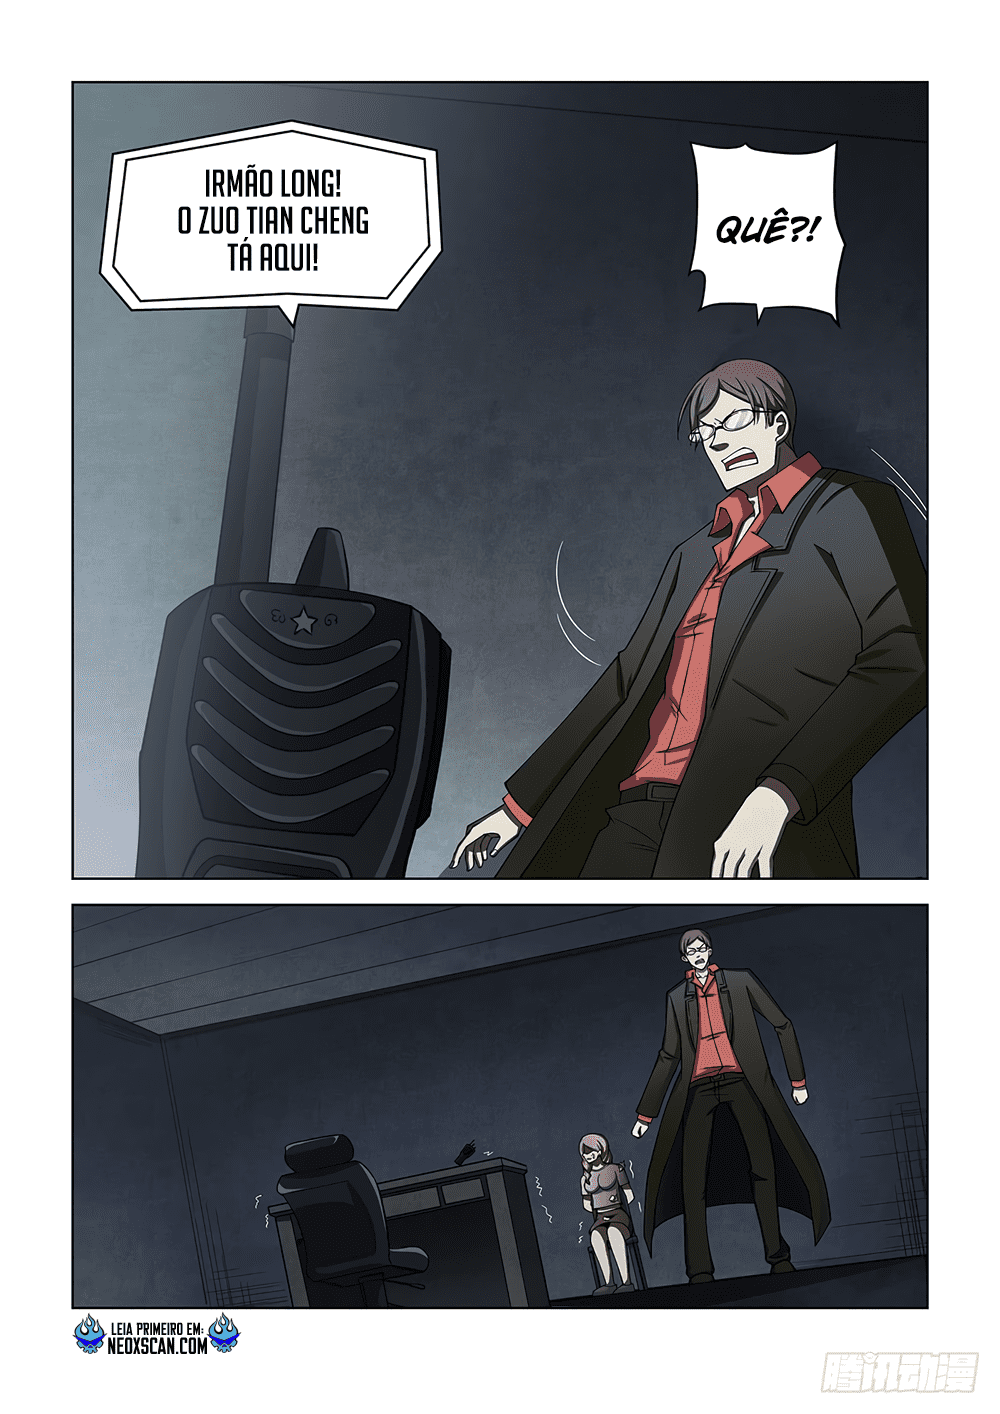 IRMÃO LONG!
O ZUO TIAN CHENG
TÁ AQUI!
QUÊ?!
LEIA PRIMEIRO EM:
NEOXSCAN.COM
腾讯动漫